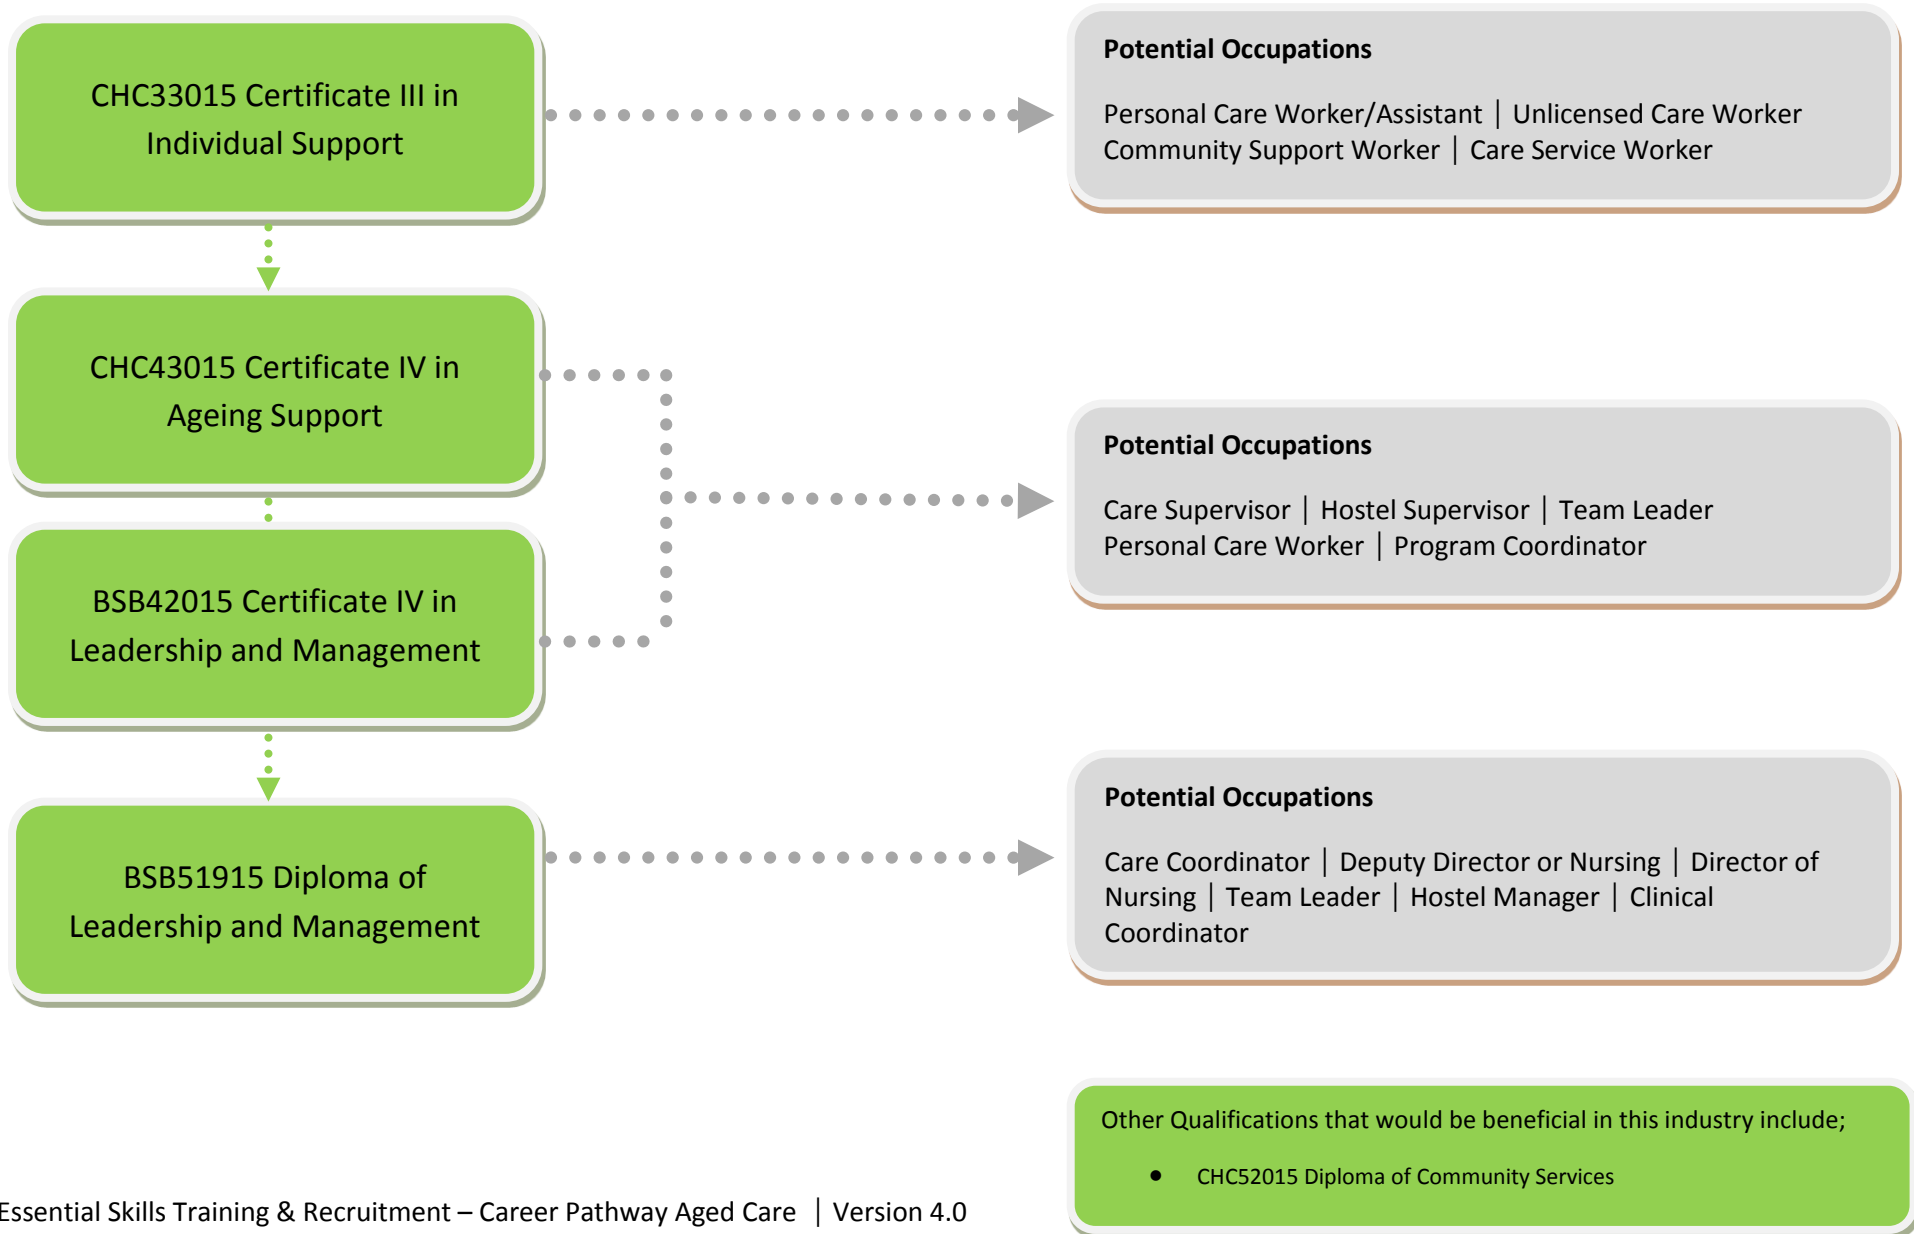 CHC33015 Certificate III in
Individual Support
Potential Occupations
Personal Care Worker/Assistant | Unlicensed Care Worker
Community Support Worker | Care Service Worker
CHC43015 Certificate IV in
Ageing Support
BSB42015 Certificate IV in
Leadership and Management
Potential Occupations
Care Supervisor | Hostel Supervisor | Team Leader
Personal Care Worker | Program Coordinator
BSB51915 Diploma of
Leadership and Management
Potential Occupations
Care Coordinator | Deputy Director or Nursing | Director of
Nursing | Team Leader | Hostel Manager | Clinical
Coordinator
Other Qualifications that would be beneficial in this industry include;
• CHC52015 Diploma of Community Services
Essential Skills Training & Recruitment – Career Pathway Aged Care | Version 4.0